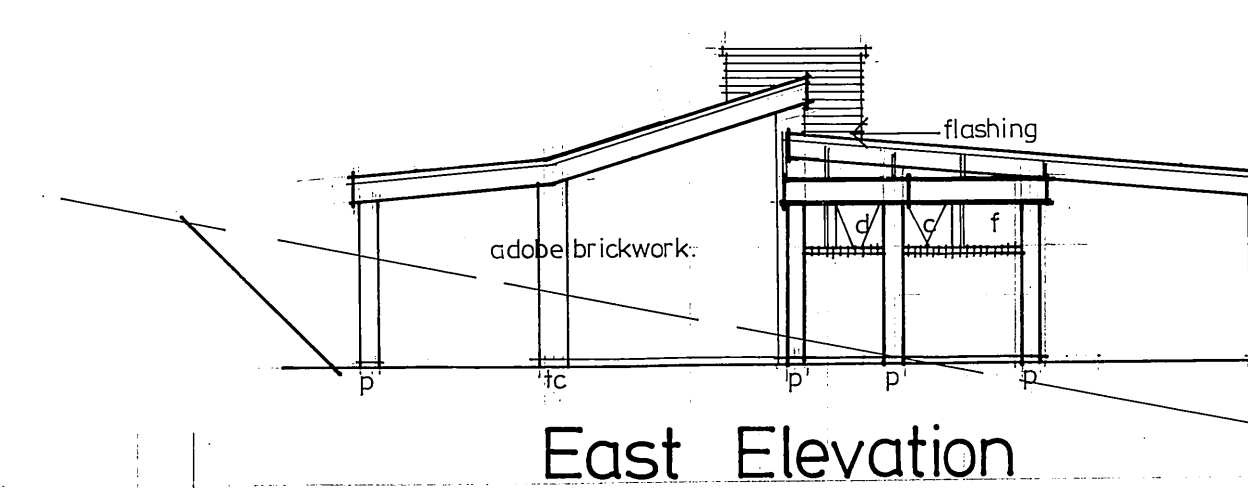 flashing
d c f
adobe brickwork.
p tc p p p
East Elevation